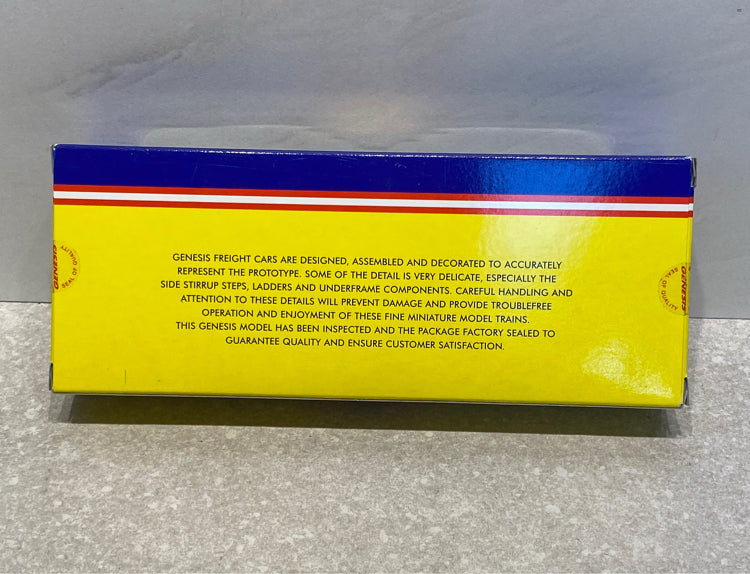 GENESIS FREIGHT CARS ARE DESIGNED, ASSEMBLED AND DECORATED TO ACCURATELY
REPRESENT THE PROTOTYPE. SOME OF THE DETAIL IS VERY DELICATE, ESPECIALLY THE
SIDE STIRRUP STEPS, LADDERS AND UNDERFRAME COMPONENTS. CAREFUL HANDLING AND
ATTENTION TO THESE DETAILS WILL PREVENT DAMAGE AND PROVIDE TROUBLEFREE
OPERATION AND ENJOYMENT OF THESE FINE MINIATURE MODEL TRAINS.
THIS GENESIS MODEL HAS BEEN INSPECTED AND THE PACKAGE FACTORY SEALED TO
GUARANTEE QUALITY AND ENSURE CUSTOMER SATISFACTION.
GENESIS
SEAL OF QUALITY
GENESIS
SEAL OF QUALITY